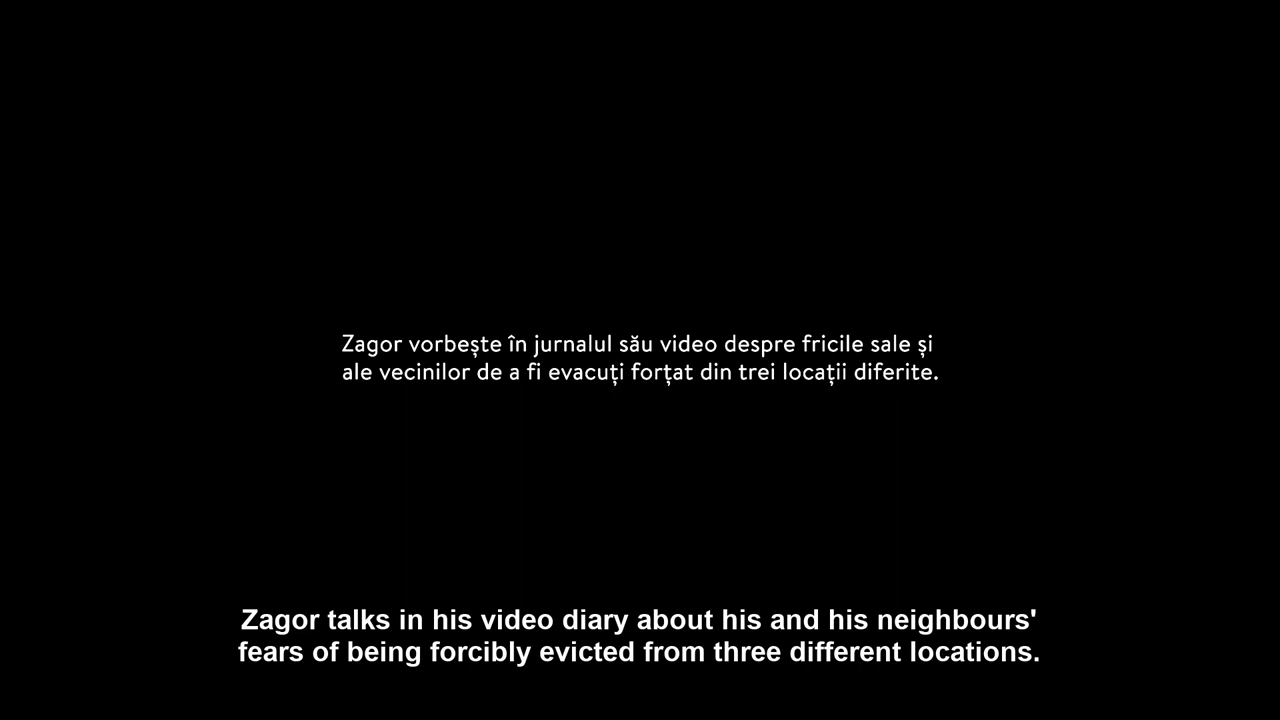 Zagor vorbește în jurnalul său video despre fricile sale și
ale vecinilor de a fi evacuți forțat din trei locații diferite.
Zagor talks in his video diary about his and his neighbours'
fears of being forcibly evicted from three different locations.